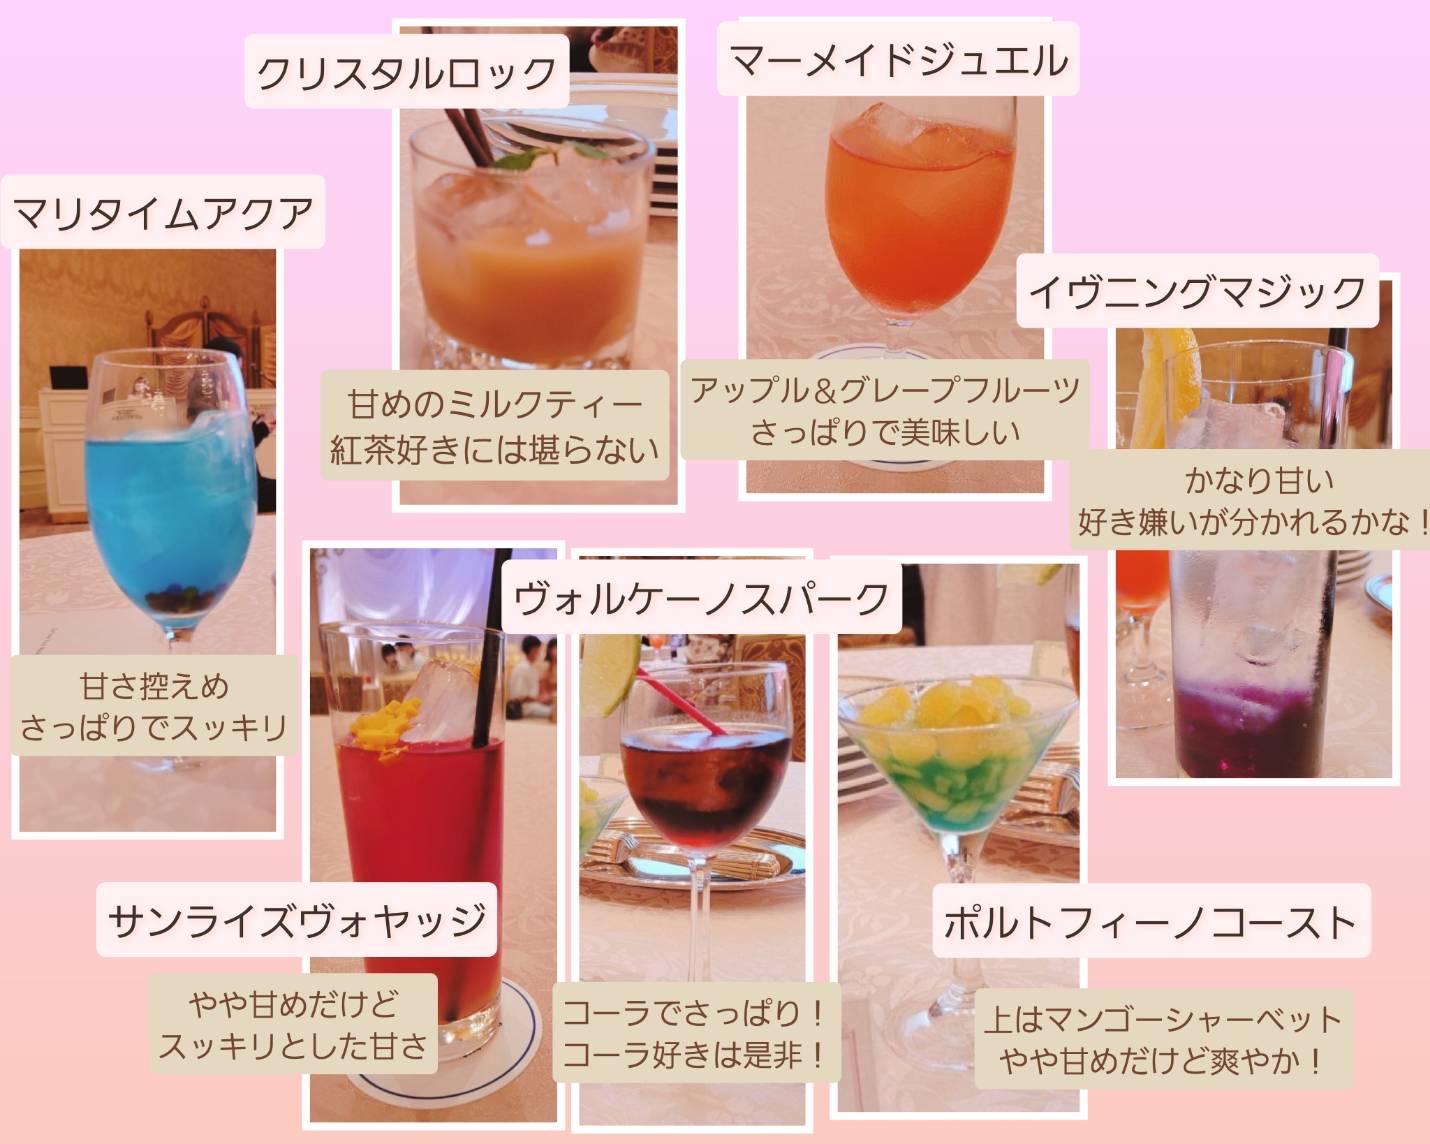 クリスタルロック
甘めのミルクティー
紅茶好きには堪らない
マーメイドジュエル
アップル＆グレープフルーツ
さっぱりで美味しい
マリタイムアクア
甘さ控えめ
さっぱりでスッキリ
イヴニングマジック
かなり甘い
好き嫌いが分かれるかな！
サンライズヴォヤッジ
やや甘めだけど
スッキリとした甘さ
ヴォルケーノスパーク
コーラでさっぱり！
コーラ好きは是非！
ポルトフィーノコースト
上はマンゴーシャーベット
やや甘めだけど爽やか！